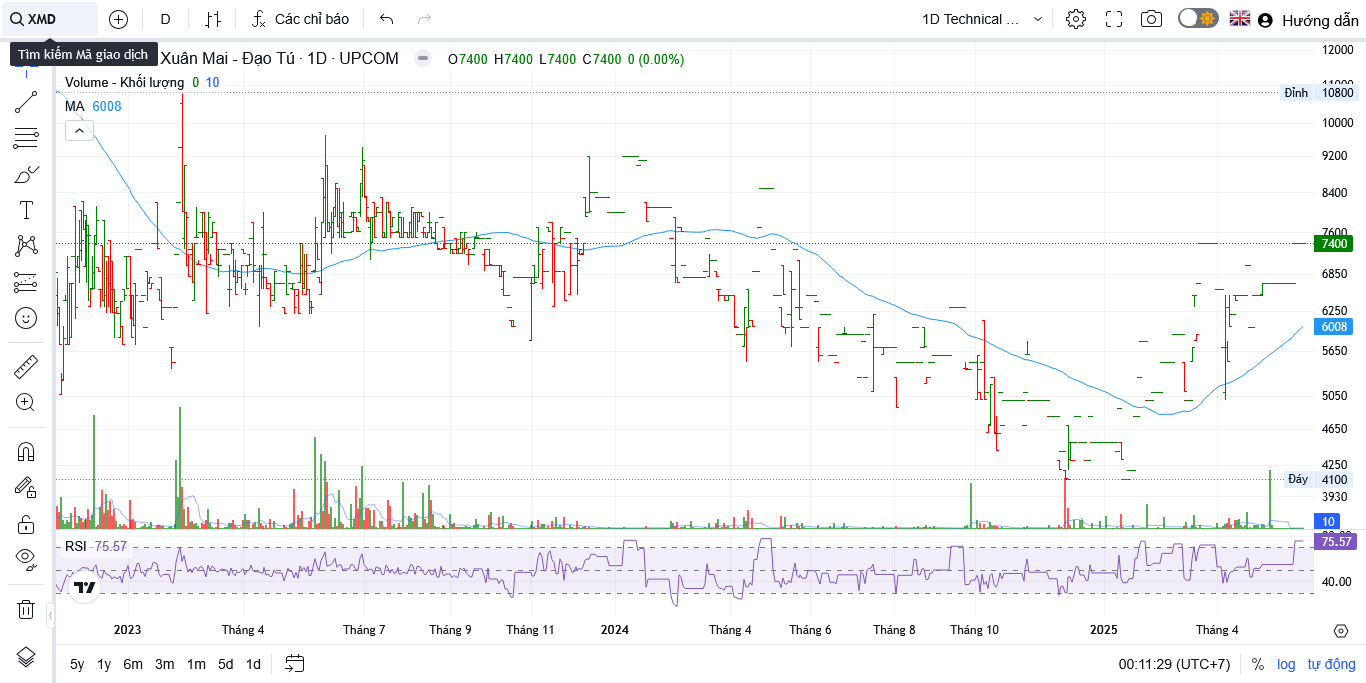 XMD
D
Các chỉ báo
1D Technical ...
Hướng dẫn
Tìm kiếm Mã giao dịch
Xuân Mai - Đạo Tú · 1D · UPCOM
O7400 H7400 L7400 C7400 0 (0.00%)
Volume - Khối lượng 0 10
MA 6008
12000
11000
Đỉnh 10800
10000
9200
8400
7600
7400
6850
6250
6008
5650
5050
4650
4250
Đáy 4100
3930
10
RSI 75.57
75.57
40.00
2023
Tháng 4
Tháng 7
Tháng 9
Tháng 11
2024
Tháng 4
Tháng 6
Tháng 8
Tháng 10
2025
Tháng 4
5y 1y 6m 3m 1m 5d 1d
00:11:29 (UTC+7) % log tự động